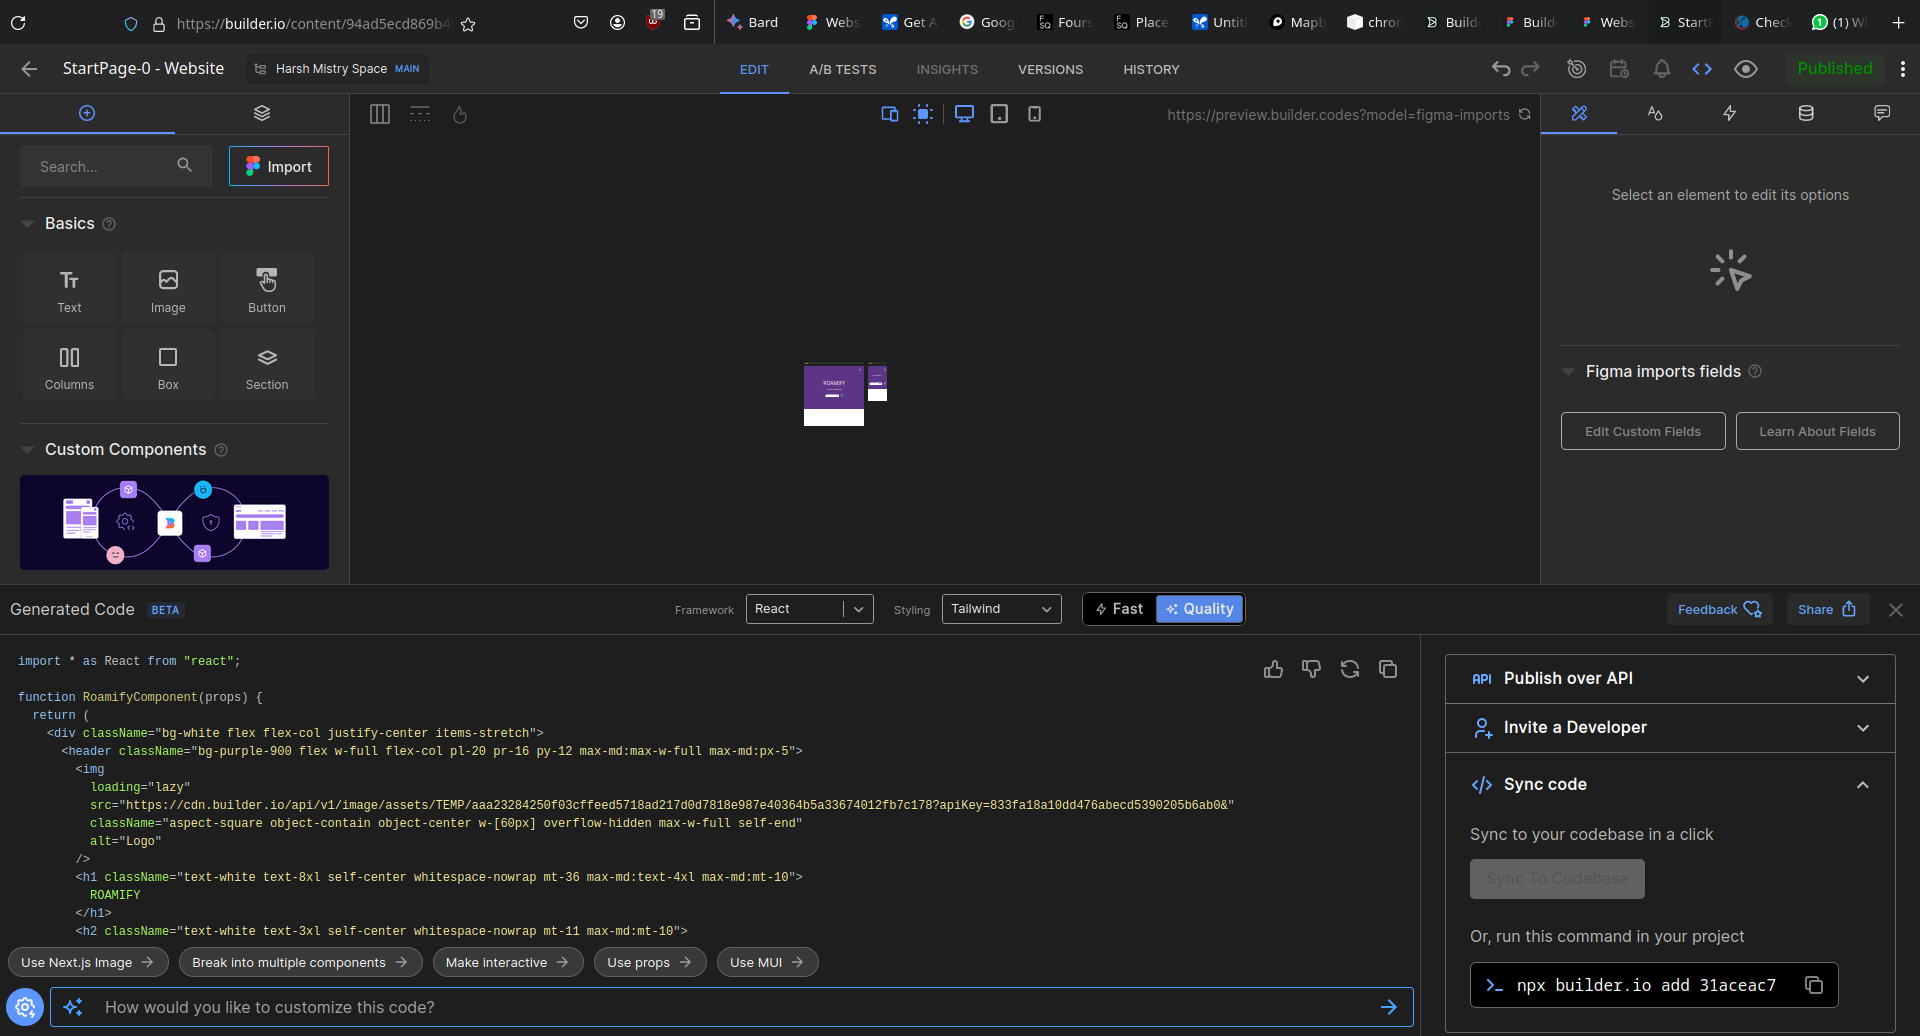 https://builder.io/content/94ad5ecd869b4
19
Bard
Webs
Get A
Goog
Fours
Place
Untit
Mapb
chron
Builde
Builde
Webs
StartP
Check
(1) W
StartPage-0 - Website
Harsh Mistry Space MAIN
EDIT
A/B TESTS
INSIGHTS
VERSIONS
HISTORY
Published
https://preview.builder.codes?model=figma-imports
Search...
Import
Basics
Text
Image
Button
Columns
Box
Section
Custom Components
ROAMIFY
Select an element to edit its options
Figma imports fields
Edit Custom Fields
Learn About Fields
Generated Code BETA
Framework
React
Styling
Tailwind
Fast
Quality
Feedback
Share
import * as React from "react";
function RoamifyComponent(props) {
return (
<div className="bg-white flex flex-col justify-center items-stretch">
<header className="bg-purple-900 flex w-full flex-col pl-20 pr-16 py-12 max-md:max-w-full max-md:px-5">
<img
loading="lazy"
src="https://cdn.builder.io/api/v1/image/assets/TEMP/aaa23284250f03cffeed5718ad217d0d7818e987e40364b5a33674012fb7c178?apiKey=833fa18a10dd476abecd5390205b6ab0&"
className="aspect-square object-contain object-center w-[60px] overflow-hidden max-w-full self-end"
alt="Logo"
/>
<h1 className="text-white text-8xl self-center whitespace-nowrap mt-36 max-md:text-4xl max-md:mt-10">
ROAMIFY
</h1>
<h2 className="text-white text-3xl self-center whitespace-nowrap mt-11 max-md:mt-10">
Use Next.js Image
Break into multiple components
Make interactive
Use props
Use MUI
How would you like to customize this code?
API Publish over API
Invite a Developer
Sync code
Sync to your codebase in a click
Sync To Codebase
Or, run this command in your project
npx builder.io add 31aceac7